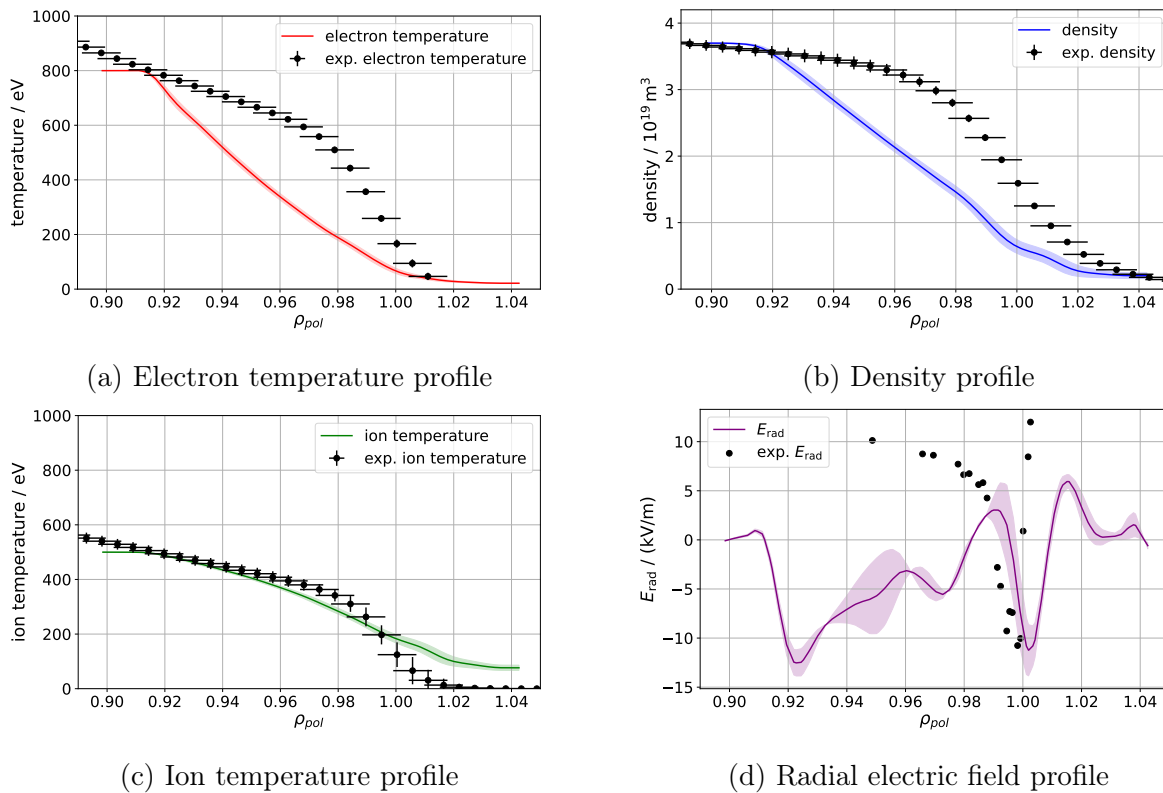 1000
800
600
400
200
0
temperature / eV
electron temperature
exp. electron temperature
0.90 0.92 0.94 0.96 0.98 1.00 1.02 1.04
ρpol
(a) Electron temperature profile
4
3
2
1
0
density / 10^19 m^3
density
exp. density
0.90 0.92 0.94 0.96 0.98 1.00 1.02 1.04
ρpol
(b) Density profile
1000
800
600
400
200
0
ion temperature / eV
ion temperature
exp. ion temperature
0.90 0.92 0.94 0.96 0.98 1.00 1.02 1.04
ρpol
(c) Ion temperature profile
10
5
0
−5
−10
−15
E_rad / (kV/m)
E_rad
exp. E_rad
0.90 0.92 0.94 0.96 0.98 1.00 1.02 1.04
ρpol
(d) Radial electric field profile